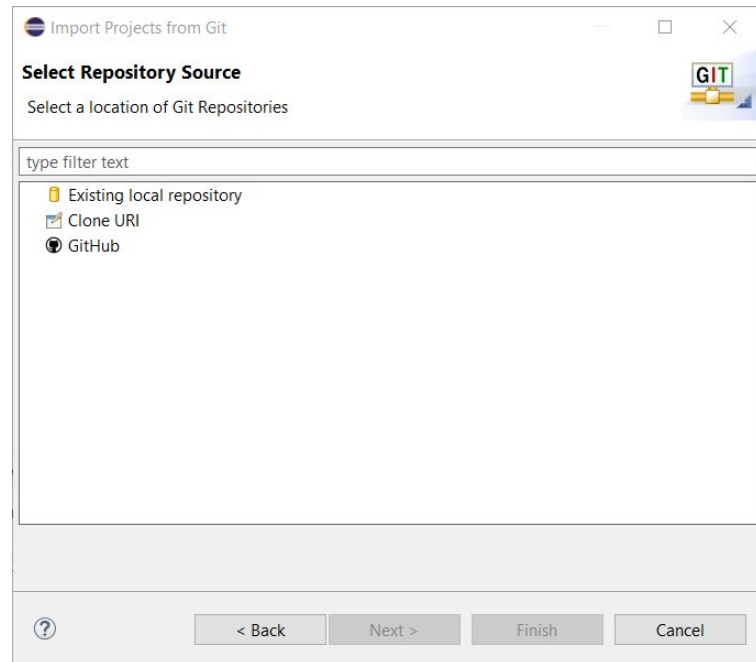 Import Projects from Git
Select Repository Source
Select a location of Git Repositories
GIT
type filter text
Existing local repository
Clone URI
GitHub
?
< Back
Next >
Finish
Cancel